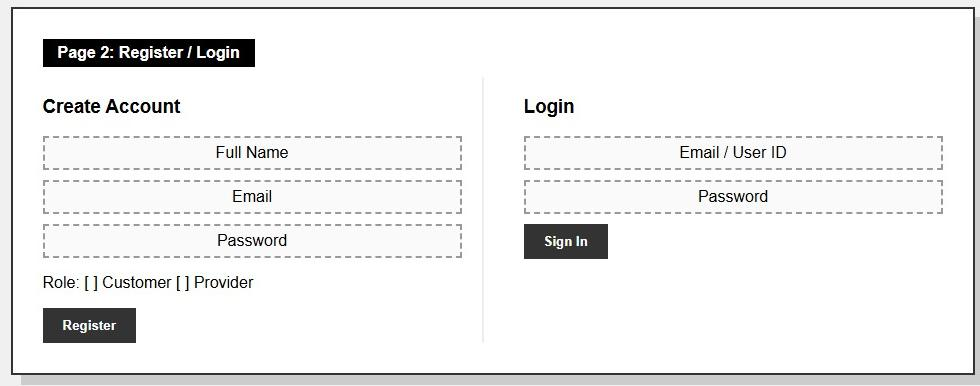 Page 2: Register / Login
Create Account
Full Name
Email
Password
Role: [ ] Customer [ ] Provider
Register
Login
Email / User ID
Password
Sign In